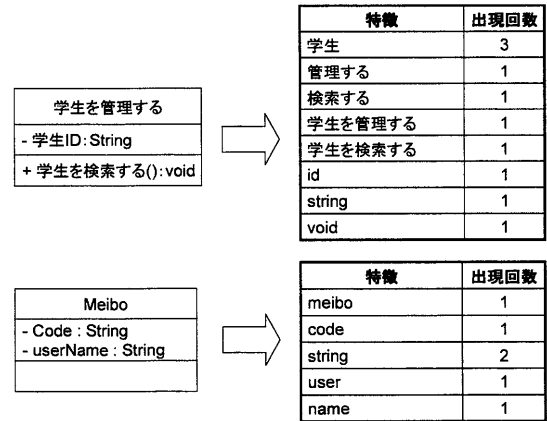 学生を管理する
- 学生ID:String
+ 学生を検索する():void
特徴 出現回数
学生 3
管理する 1
検索する 1
学生を管理する 1
学生を検索する 1
id 1
string 1
void 1
Meibo
- Code : String
- userName : String
特徴 出現回数
meibo 1
code 1
string 2
user 1
name 1